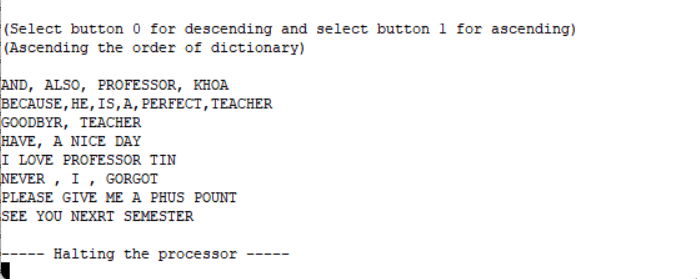 (Select button 0 for descending and select button 1 for ascending)
(Ascending the order of dictionary)
AND, ALSO, PROFESSOR, KHOA
BECAUSE,HE,IS,A,PERFECT,TEACHER
GOODBYR, TEACHER
HAVE, A NICE DAY
I LOVE PROFESSOR TIN
NEVER , I , GORGOT
PLEASE GIVE ME A PHUS POUNT
SEE YOU NEXRT SEMESTER
----- Halting the processor -----